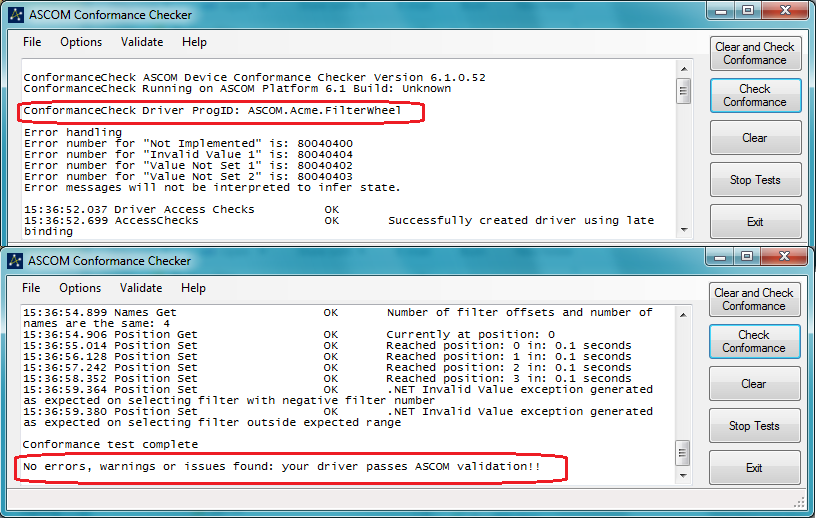 ASCOM Conformance Checker
File Options Validate Help
ConformanceCheck ASCOM Device Conformance Checker Version 6.1.0.52
ConformanceCheck Running on ASCOM Platform 6.1 Build: Unknown
ConformanceCheck Driver ProgID: ASCOM.Acme.FilterWheel
Error handling
Error number for "Not Implemented" is: 80040400
Error number for "Invalid Value 1" is: 80040404
Error number for "Value Not Set 1" is: 80040402
Error number for "Value Not Set 2" is: 80040403
Error messages will not be interpreted to infer state.
15:36:52.037 Driver Access Checks OK
15:36:52.699 AccessChecks OK Successfully created driver using late
binding
Clear and Check
Conformance
Check
Conformance
Clear
Stop Tests
Exit
ASCOM Conformance Checker
File Options Validate Help
15:36:54.899 Names Get OK Number of filter offsets and number of
names are the same: 4
15:36:54.906 Position Get OK Currently at position: 0
15:36:55.014 Position Set OK Reached position: 0 in: 0.1 seconds
15:36:56.128 Position Set OK Reached position: 1 in: 0.1 seconds
15:36:57.242 Position Set OK Reached position: 2 in: 0.1 seconds
15:36:58.352 Position Set OK Reached position: 3 in: 0.1 seconds
15:36:59.364 Position Set OK .NET Invalid Value exception generated
as expected on selecting filter with negative filter number
15:36:59.380 Position Set OK .NET Invalid Value exception generated
as expected on selecting filter outside expected range
Conformance test complete
No errors, warnings or issues found: your driver passes ASCOM validation!!
Clear and Check
Conformance
Check
Conformance
Clear
Stop Tests
Exit